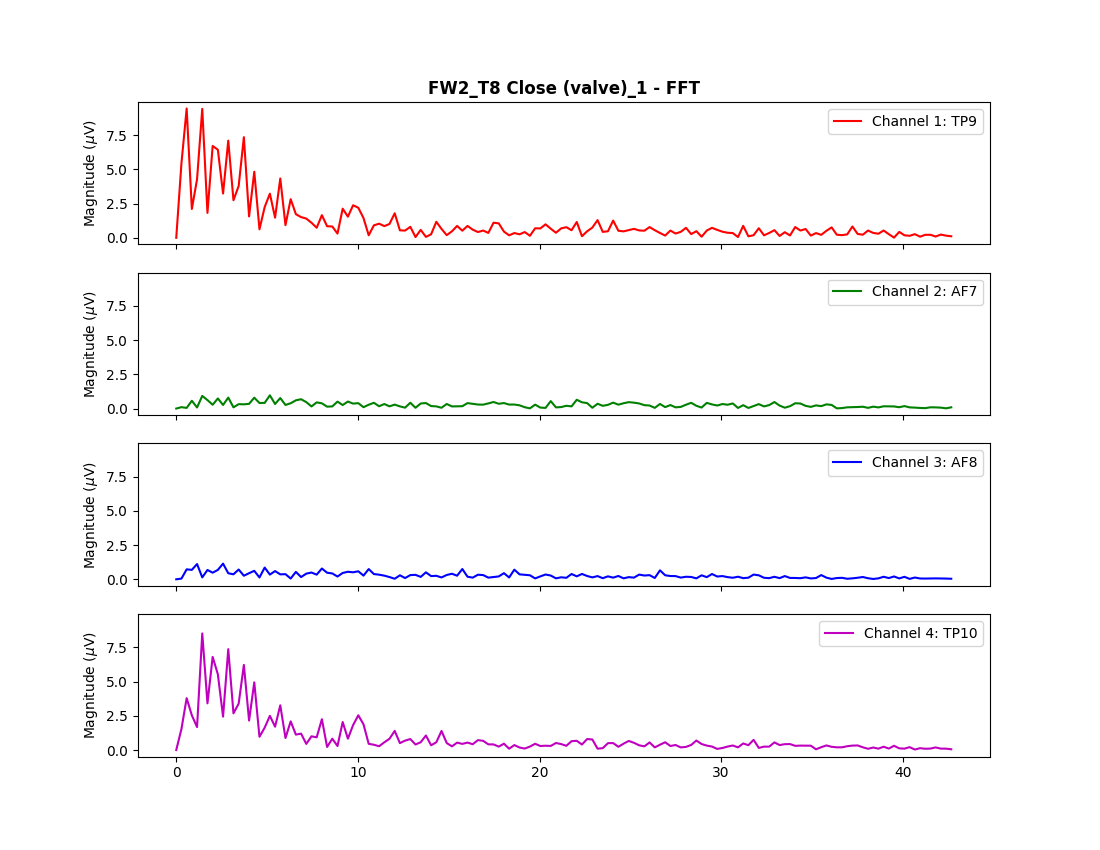 FW2_T8 Close (valve)_1 - FFT
Magnitude (μV)
7.5
5.0
2.5
0.0
Channel 1: TP9
Magnitude (μV)
7.5
5.0
2.5
0.0
Channel 2: AF7
Magnitude (μV)
7.5
5.0
2.5
0.0
Channel 3: AF8
Magnitude (μV)
7.5
5.0
2.5
0.0
Channel 4: TP10
0 10 20 30 40